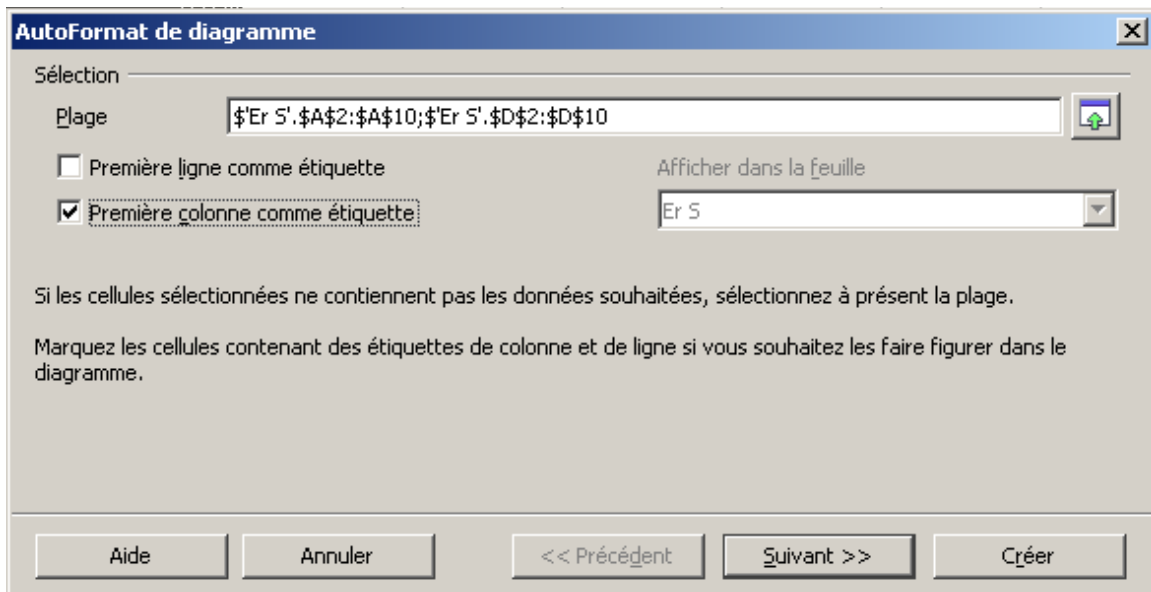 AutoFormat de diagramme
Sélection
Plage $'Er S'.$A$2:$A$10;$'Er S'.$D$2:$D$10
Première ligne comme étiquette Afficher dans la feuille
Première colonne comme étiquette Er S
Si les cellules sélectionnées ne contiennent pas les données souhaitées, sélectionnez à présent la plage.
Marquez les cellules contenant des étiquettes de colonne et de ligne si vous souhaitez les faire figurer dans le
diagramme.
Aide Annuler << Précédent Suivant >> Créer